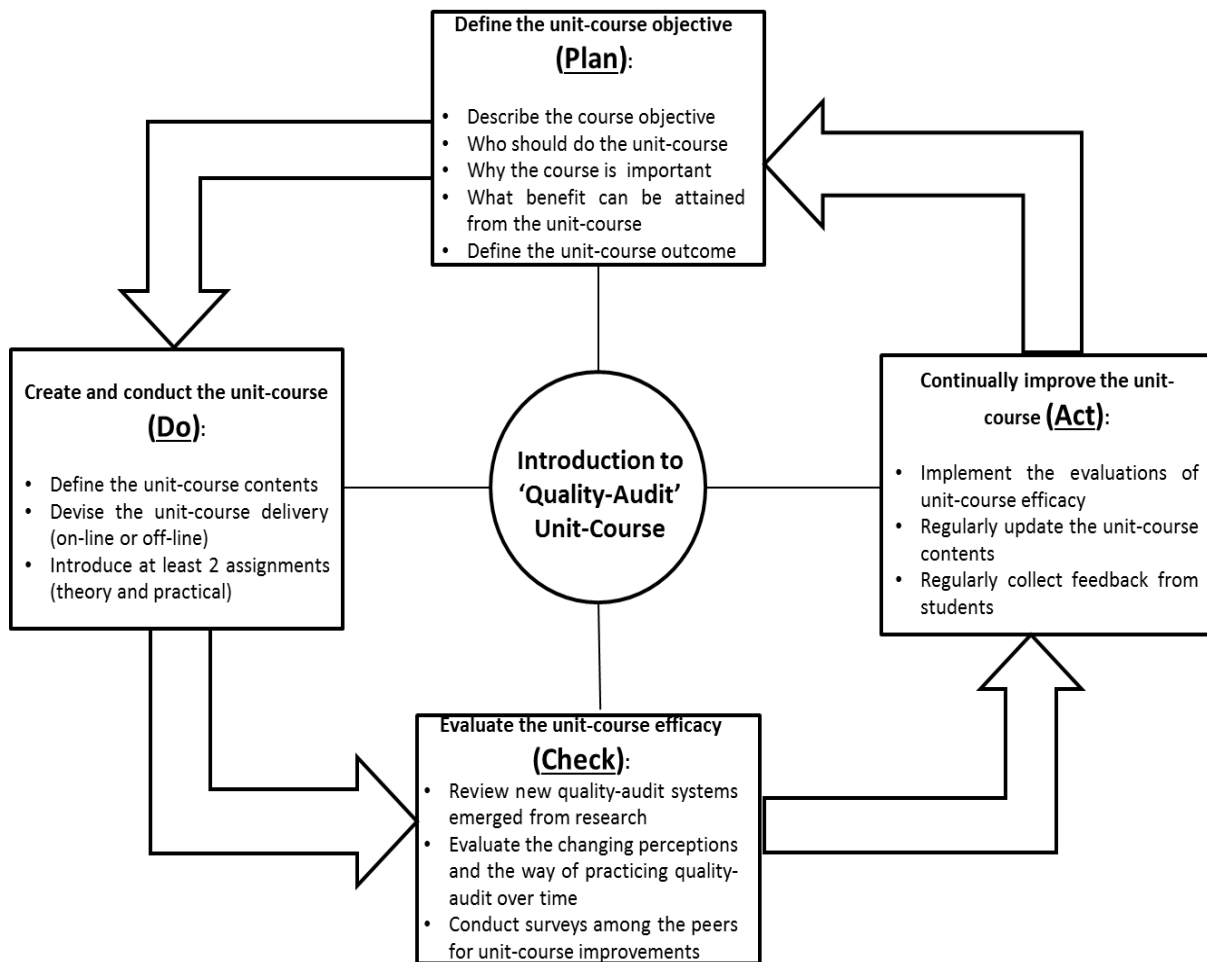 Define the unit-course objective
(Plan):
• Describe the course objective
• Who should do the unit-course
• Why the course is important
• What benefit can be attained
from the unit-course
• Define the unit-course outcome
Create and conduct the unit-course
(Do):
• Define the unit-course contents
• Devise the unit-course delivery
(on-line or off-line)
• Introduce at least 2 assignments
(theory and practical)
Introduction to
‘Quality-Audit’
Unit-Course
Continually improve the unit-
course (Act):
• Implement the evaluations of
unit-course efficacy
• Regularly update the unit-course
contents
• Regularly collect feedback from
students
Evaluate the unit-course efficacy
(Check):
• Review new quality-audit systems
emerged from research
• Evaluate the changing perceptions
and the way of practicing quality-
audit over time
• Conduct surveys among the peers
for unit-course improvements